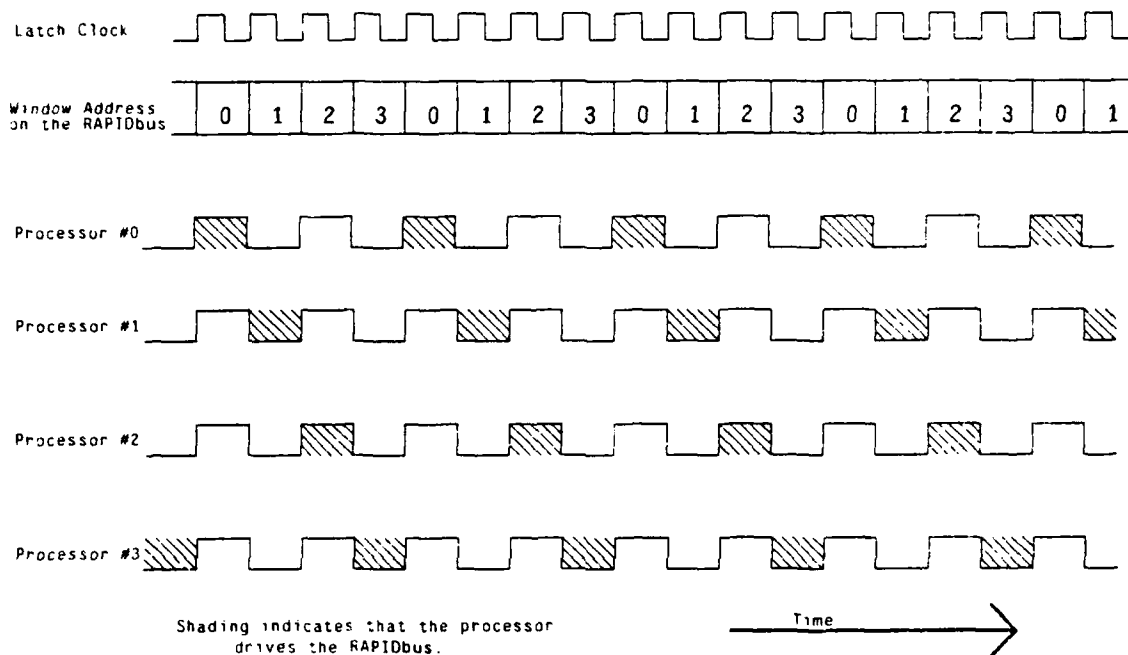 Latch Clock
Window Address
on the RAPIDbus
0 1 2 3 0 1 2 3 0 1 2 3 0 1 2 3 0 1
Processor #0
Processor #1
Processor #2
Processor #3
Shading indicates that the processor
drives the RAPIDbus.
Time